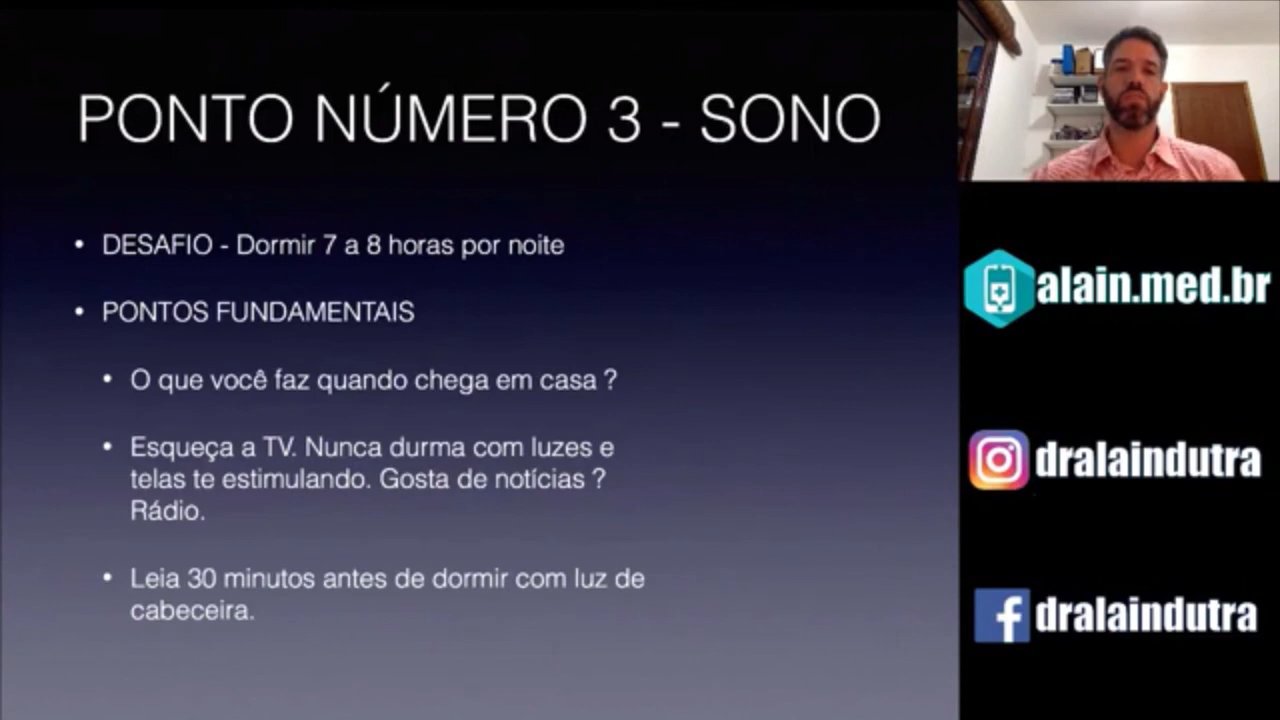 PONTO NÚMERO 3 - SONO
• DESAFIO - Dormir 7 a 8 horas por noite
• PONTOS FUNDAMENTAIS
• O que você faz quando chega em casa ?
• Esqueça a TV. Nunca durma com luzes e
telas te estimulando. Gosta de notícias ?
Rádio.
• Leia 30 minutos antes de dormir com luz de
cabeceira.
alain.med.br
dralaindutra
dralaindutra